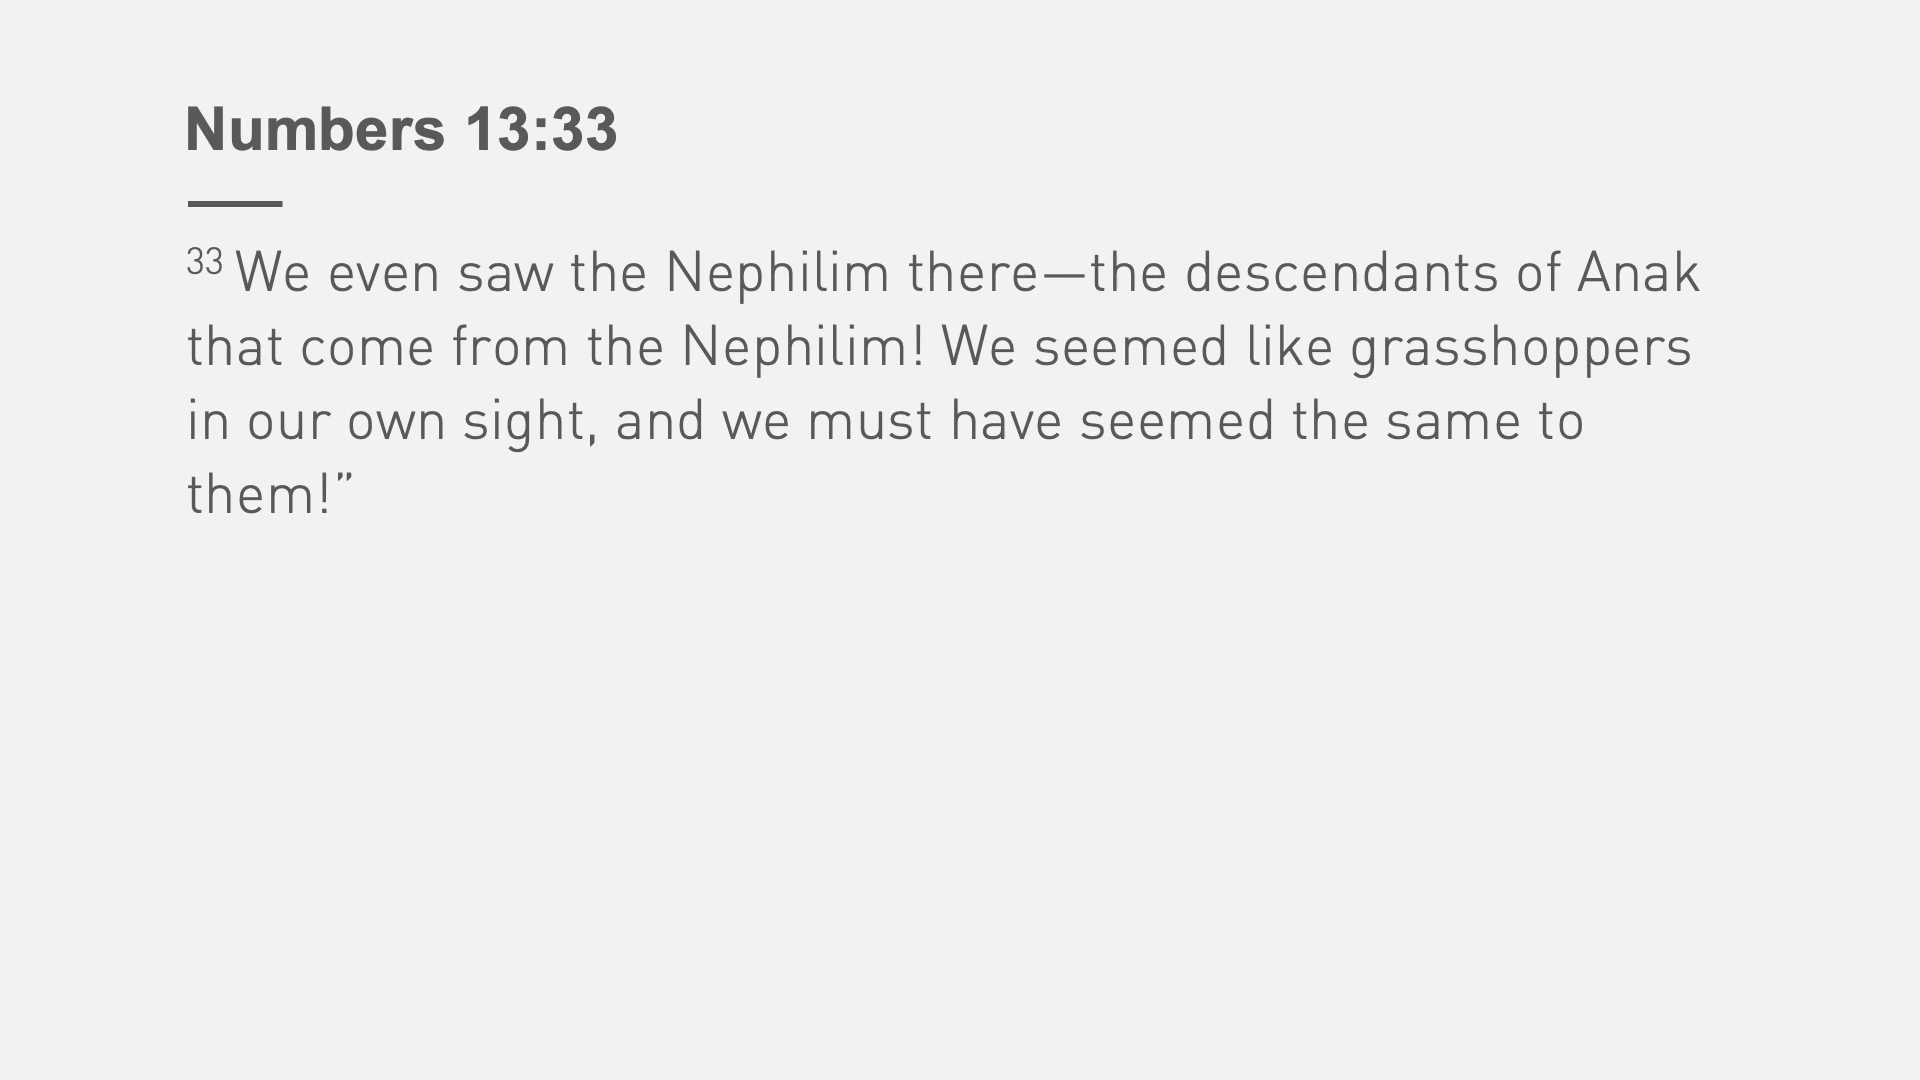 Numbers 13:33
33 We even saw the Nephilim there—the descendants of Anak
that come from the Nephilim! We seemed like grasshoppers
in our own sight, and we must have seemed the same to
them!”